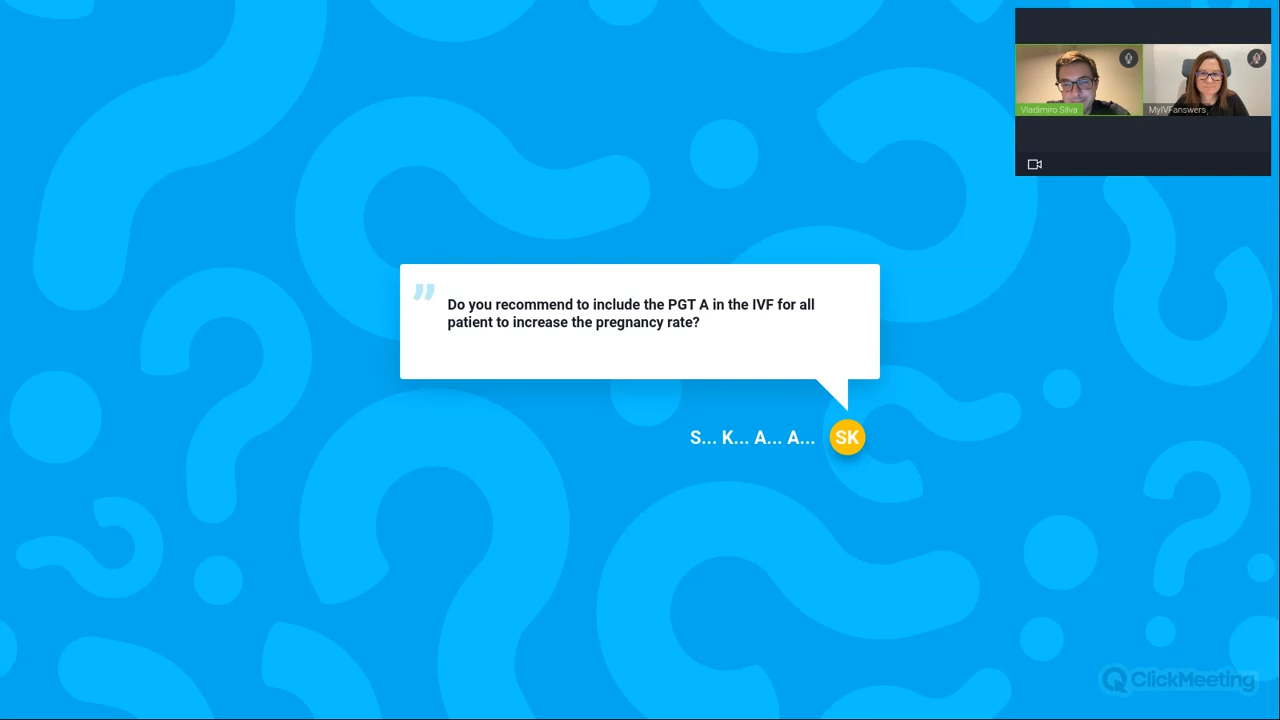 Vladimiro Silva
MyIVFanswers
” Do you recommend to include the PGT A in the IVF for all
patient to increase the pregnancy rate?
S... K... A... A... SK
ClickMeeting